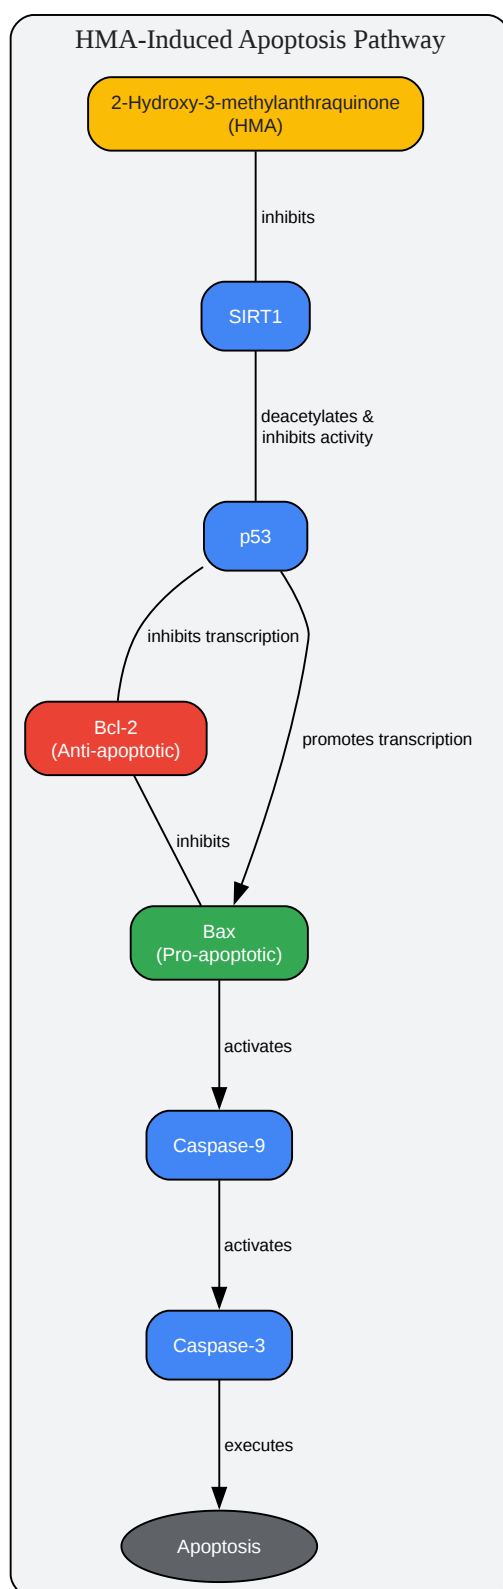 HMA-Induced Apoptosis Pathway
2-Hydroxy-3-methylanthraquinone
(HMA)
inhibits
SIRT1
deacetylates &
inhibits activity
p53
inhibits transcription
promotes transcription
Bcl-2
(Anti-apoptotic)
inhibits
Bax
(Pro-apoptotic)
activates
Caspase-9
activates
Caspase-3
executes
Apoptosis